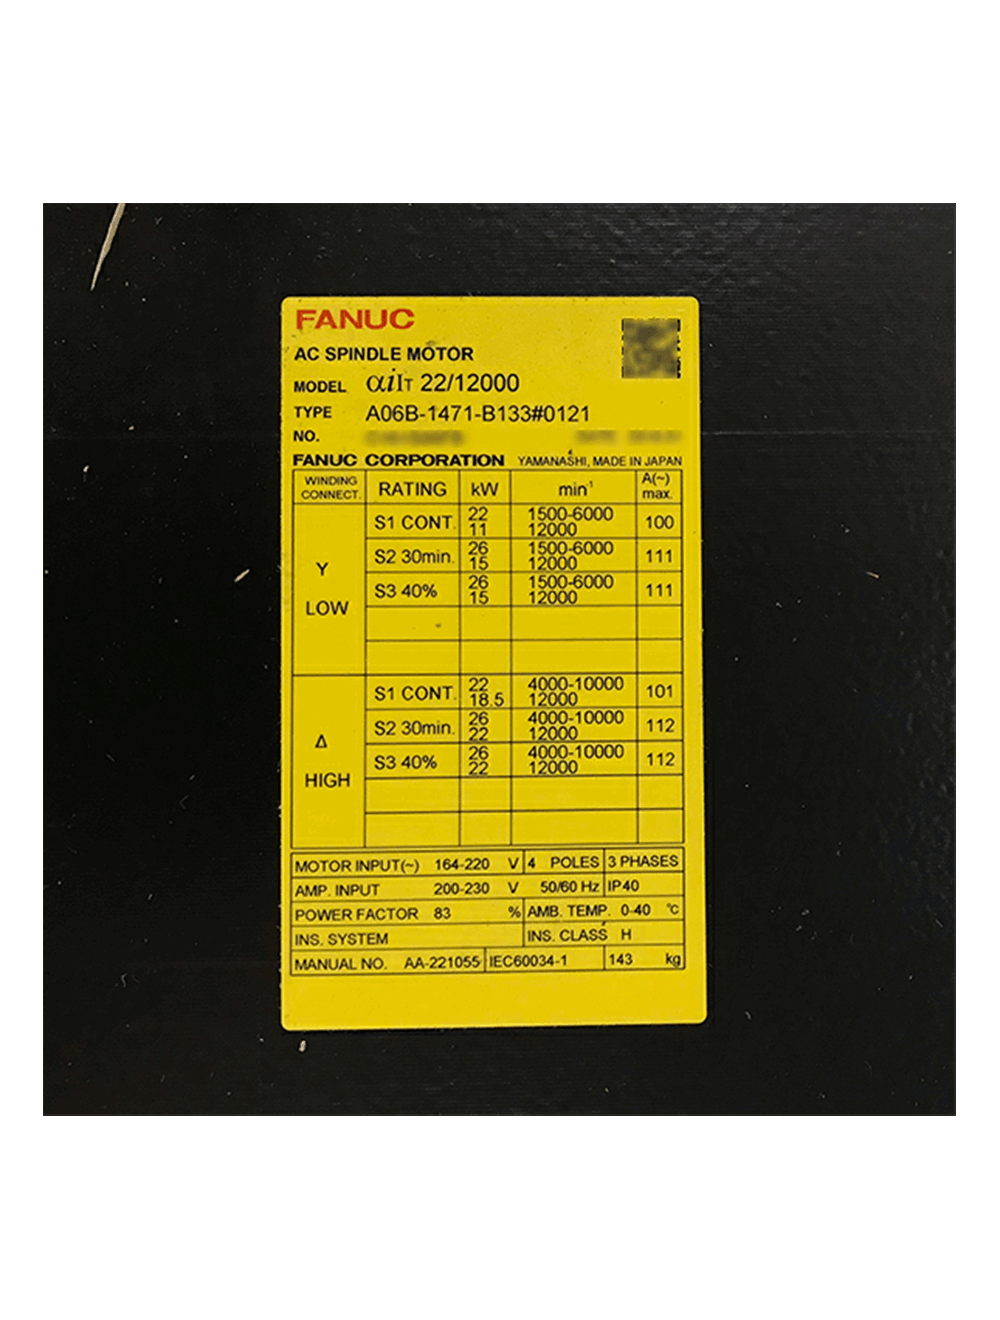 FANUC
AC SPINDLE MOTOR
MODEL αiIT 22/12000
TYPE A06B-1471-B133#0121
NO.
FANUC CORPORATION YAMANASHI, MADE IN JAPAN
WINDING CONNECT. RATING kW min-1 A(~) max.
Y LOW
S1 CONT. 22 1500-6000 100
11 12000
S2 30min. 26 1500-6000 111
15 12000
S3 40% 26 1500-6000 111
15 12000
Δ HIGH
S1 CONT. 22 4000-10000 101
18.5 12000
S2 30min. 26 4000-10000 112
22 12000
S3 40% 26 4000-10000 112
22 12000
MOTOR INPUT(~) 164-220 V 4 POLES 3 PHASES
AMP. INPUT 200-230 V 50/60 Hz IP40
POWER FACTOR 83 % AMB. TEMP. 0-40 °C
INS. SYSTEM INS. CLASS H
MANUAL NO. AA-221055 IEC60034-1 143 kg